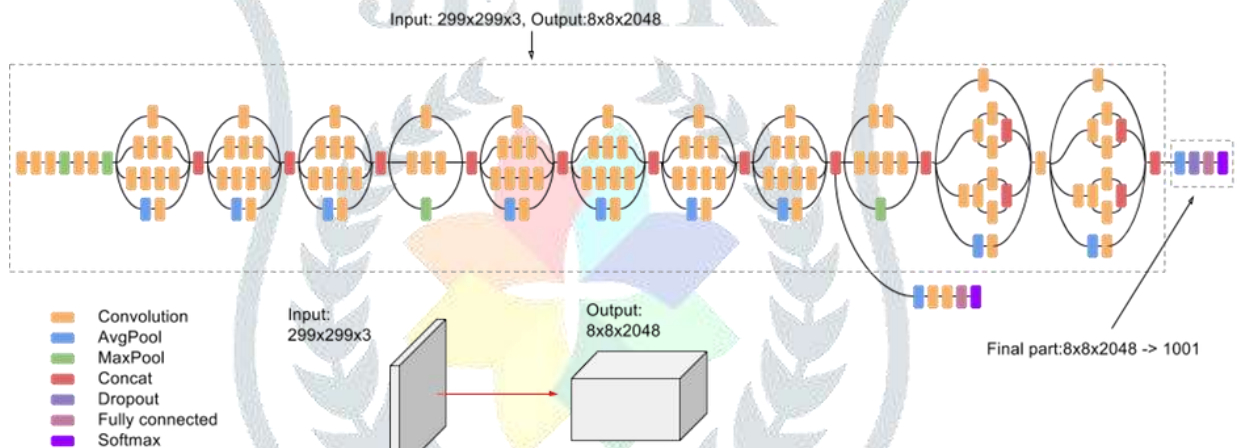 JETIR
Input: 299x299x3, Output:8x8x2048
Convolution
AvgPool
MaxPool
Concat
Dropout
Fully connected
Softmax
Input:
299x299x3
Output:
8x8x2048
Final part:8x8x2048 -> 1001